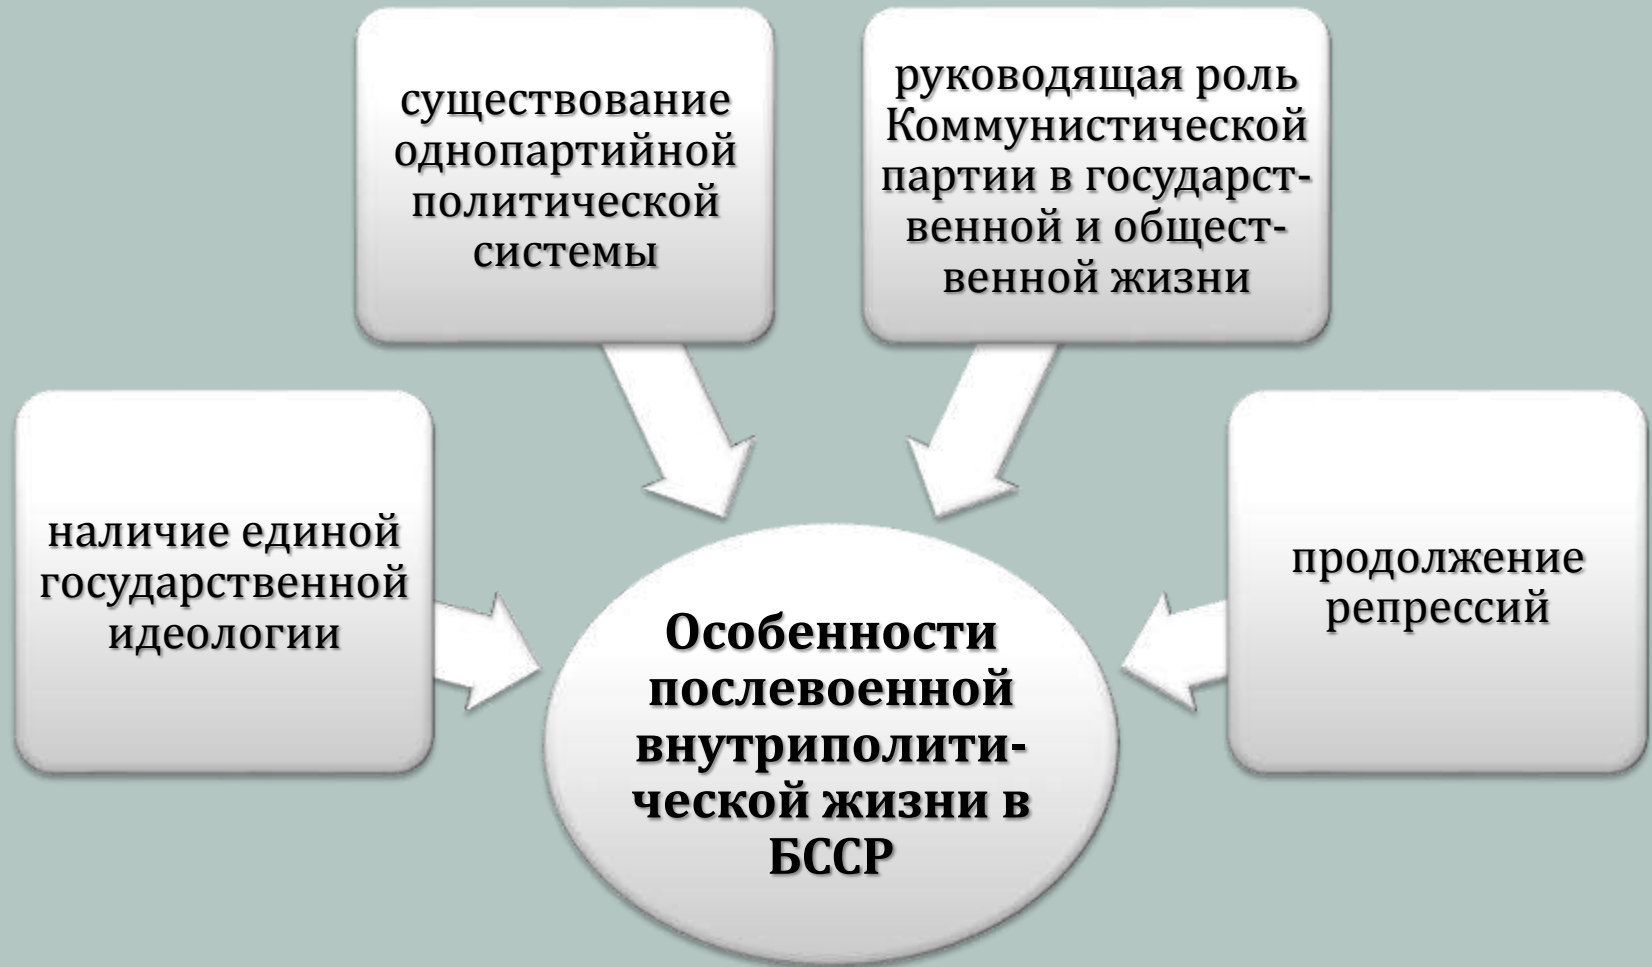 существование
однопартийной
политической
системы
руководящая роль
Коммунистической
партии в государст-
венной и общест-
венной жизни
наличие единой
государственной
идеологии
продолжение
репрессий
Особенности
послевоенной
внутриполити-
ческой жизни в
БССР